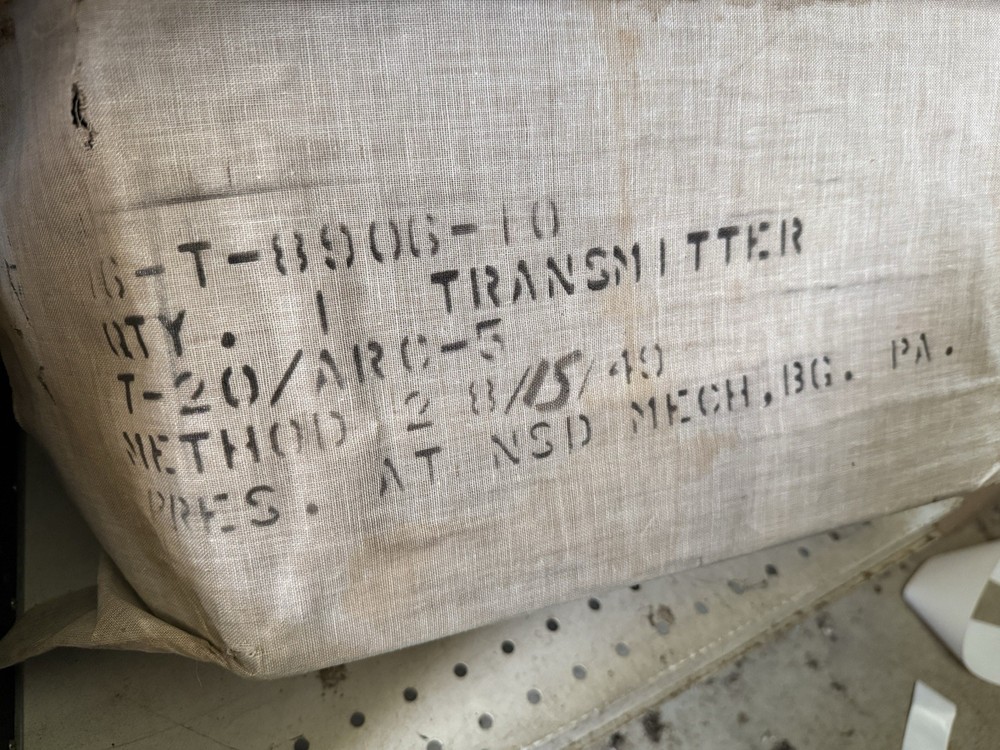 16-T-8906-10
QTY. 1 TRANSMITTER
T-20/ARC-5
METHOD 2 8/15/49
PRES. AT NSD MECH,BG. PA.